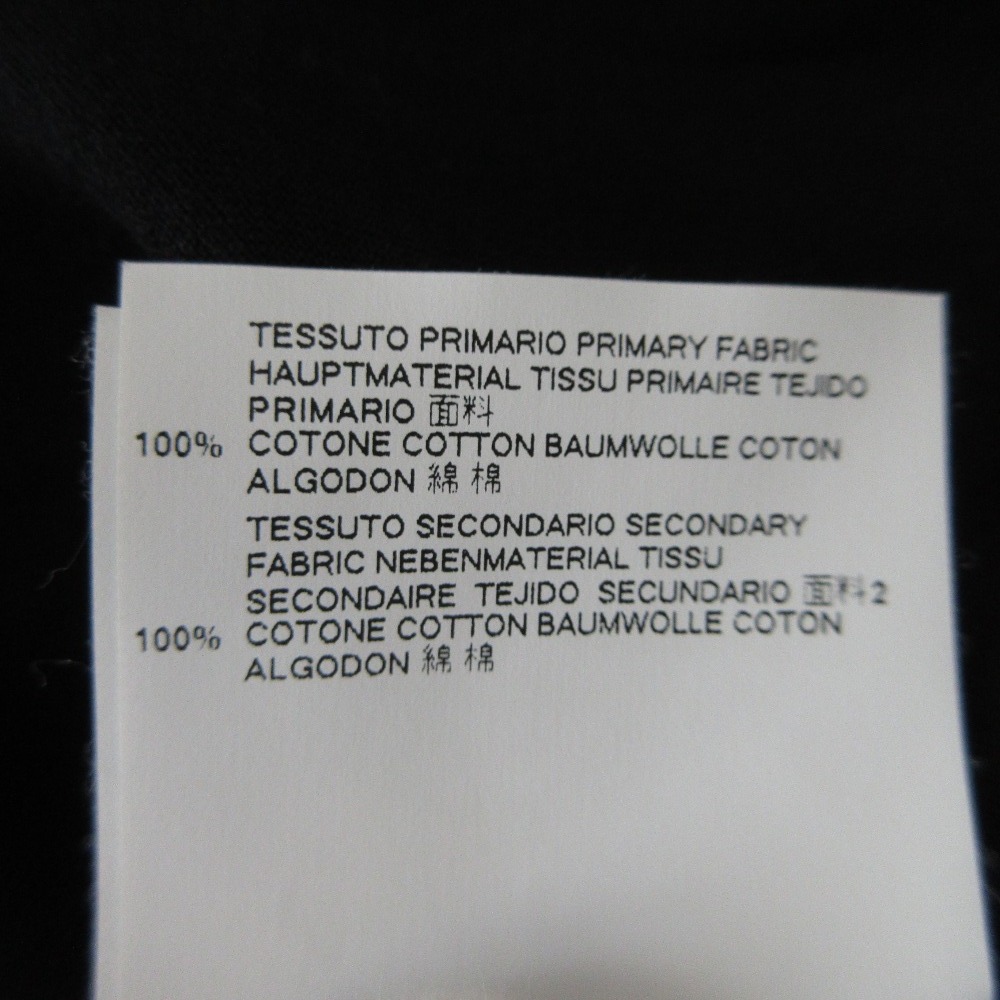 TESSUTO PRIMARIO PRIMARY FABRIC
HAUPTMATERIAL TISSU PRIMAIRE TEJIDO
PRIMARIO 面料
100% COTONE COTTON BAUMWOLLE COTON
ALGODON 綿 棉
TESSUTO SECONDARIO SECONDARY
FABRIC NEBENMATERIAL TISSU
SECONDAIRE TEJIDO SECUNDARIO 面料2
100% COTONE COTTON BAUMWOLLE COTON
ALGODON 綿 棉